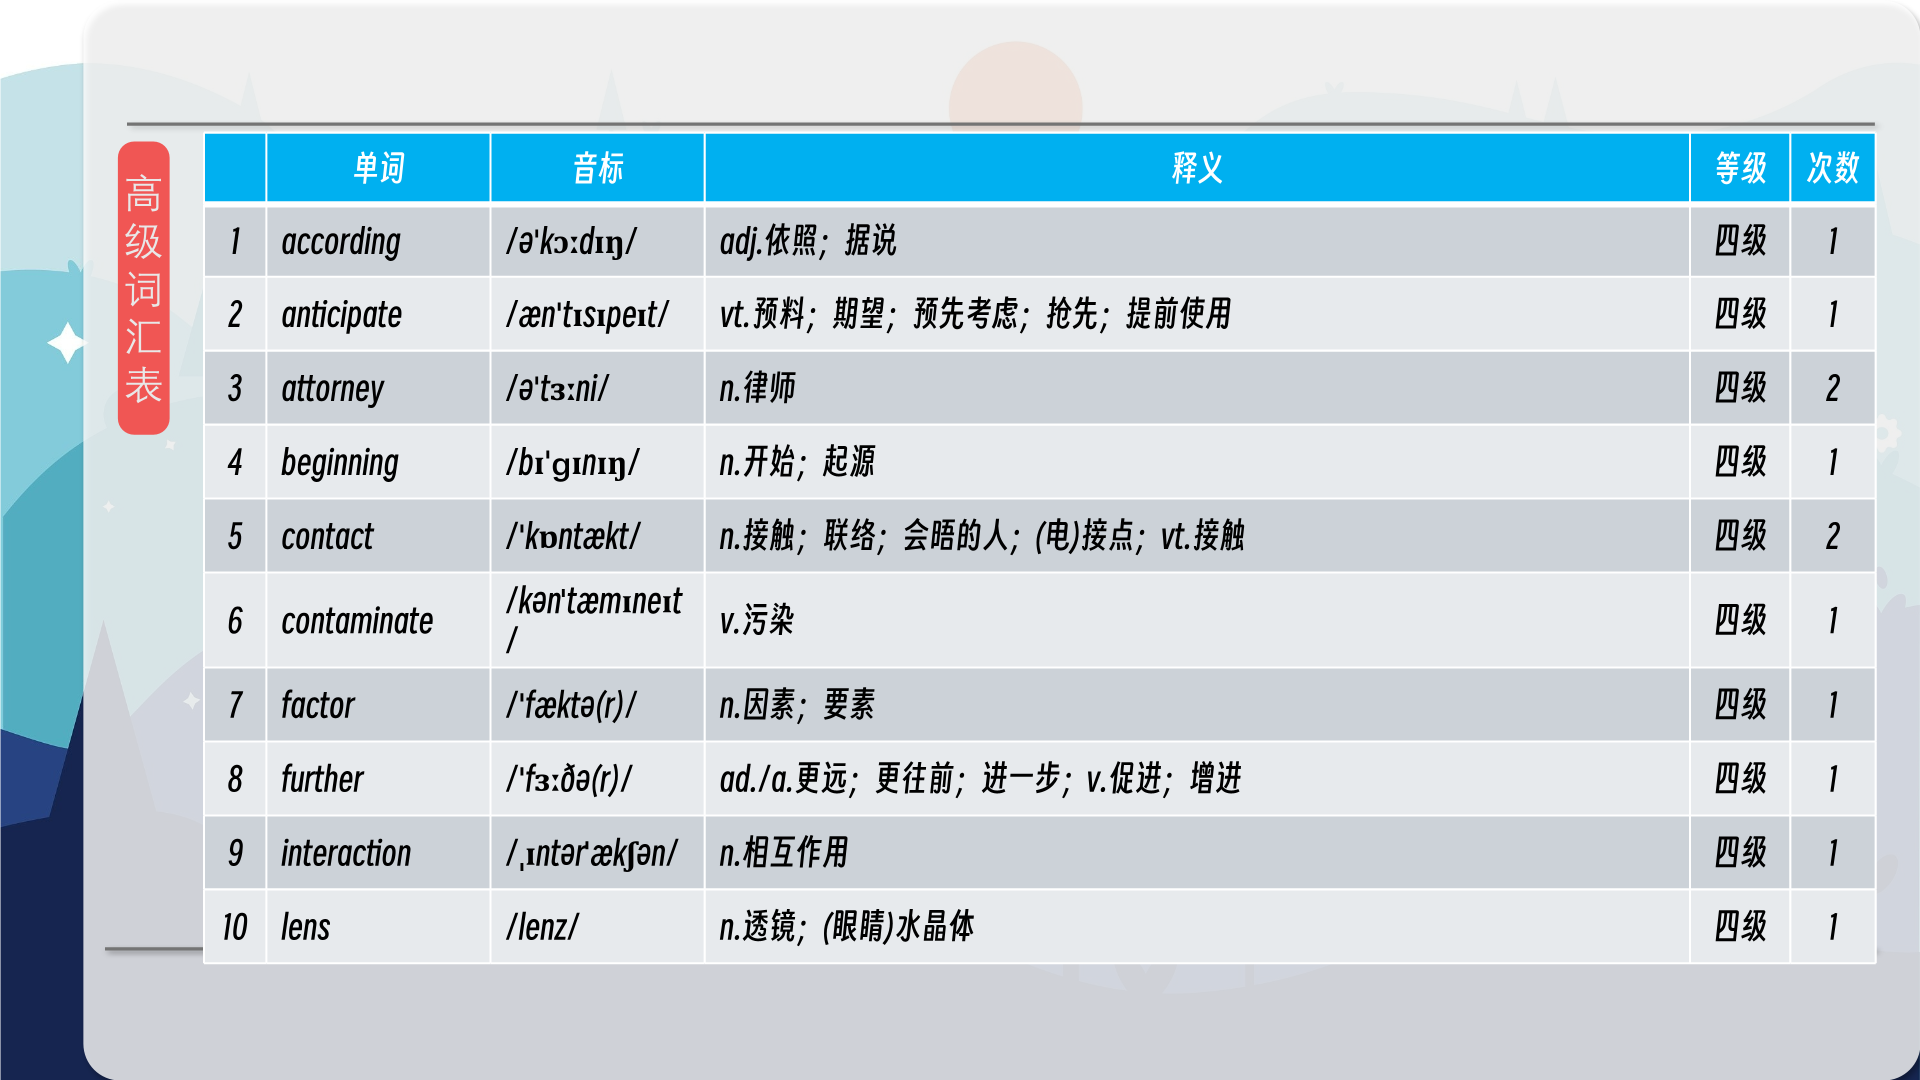 高级词汇表
单词 音标 释义 等级 次数
1 according /ə'kɔːdɪŋ/ adj.依照；据说 四级 1
2 anticipate /æn'tɪsɪpeɪt/ vt.预料；期望；预先考虑；抢先；提前使用 四级 1
3 attorney /ə'tɜːni/ n.律师 四级 2
4 beginning /bɪ'ɡɪnɪŋ/ n.开始；起源 四级 1
5 contact /'kɒntækt/ n.接触；联络；会晤的人；(电)接点；vt.接触 四级 2
6 contaminate /kən'tæmɪneɪt/ v.污染 四级 1
7 factor /'fæktə(r)/ n.因素；要素 四级 1
8 further /'fɜːðə(r)/ ad./a.更远；更往前；进一步；v.促进；增进 四级 1
9 interaction /ˌɪntər'ækʃən/ n.相互作用 四级 1
10 lens /lenz/ n.透镜；(眼睛)水晶体 四级 1